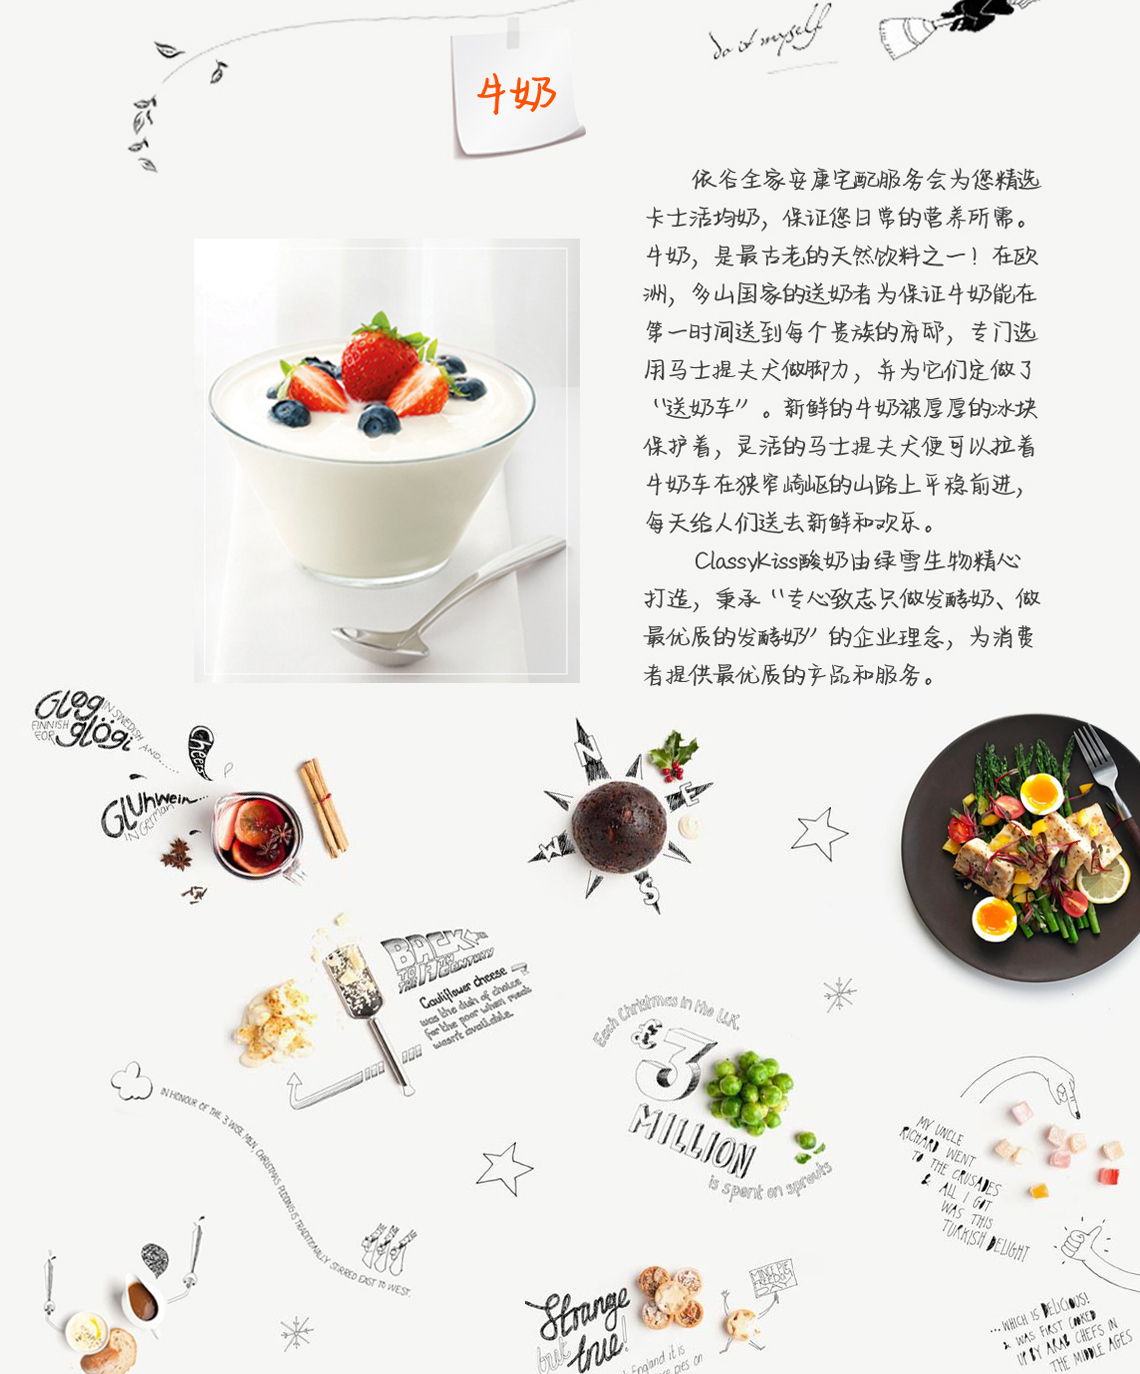 do it myself
牛奶
依谷全家安康宅配服务会为您精选
卡士活均奶，保证您日常的营养所需。
牛奶，是最古老的天然饮料之一！在欧
洲，多山国家的送奶者为保证牛奶能在
第一时间送到每个贵族的府邸，专门选
用马士提夫犬做脚力，并为它们定做了
“送奶车”。新鲜的牛奶被厚厚的冰块
保护着，灵活的马士提夫犬便可以拉着
牛奶车在狭窄崎岖的山路上平稳前进，
每天给人们送去新鲜和欢乐。
ClassyKiss酸奶由绿雪生物精心
打造，秉承“专心致志只做发酵奶、做
最优质的发酵奶”的企业理念，为消费
者提供最优质的产品和服务。
Glogg IN SWEDISH AND......
FINNISH FOR glögi
Cheers
GLUhwein...
IN German
N
E
W
S
BACK
TO THE 17TH CENTURY
Cauliflower cheese
was the dish of choice
for the poor when meats
wasn't available.
Each Christmas in the U.K.
£3
MILLION
is spent on sprouts
IN HONOUR OF THE 3 WISE MEN, CHRISTMAS PUDDING IS TRADITIONALLY STIRRED EAST TO WEST.
MY UNCLE
RICHARD WENT
TO THE CRUSADES
& ALL I GOT
WAS THIS
TURKISH DELIGHT
Strange
but true!
MINCE PIE
FREEDOM
DAY
England it is
pies on
...WHICH IS DELICIOUS!
& WAS FIRST COOKED
UP BY ARAB CHEFS IN
THE MIDDLE AGES